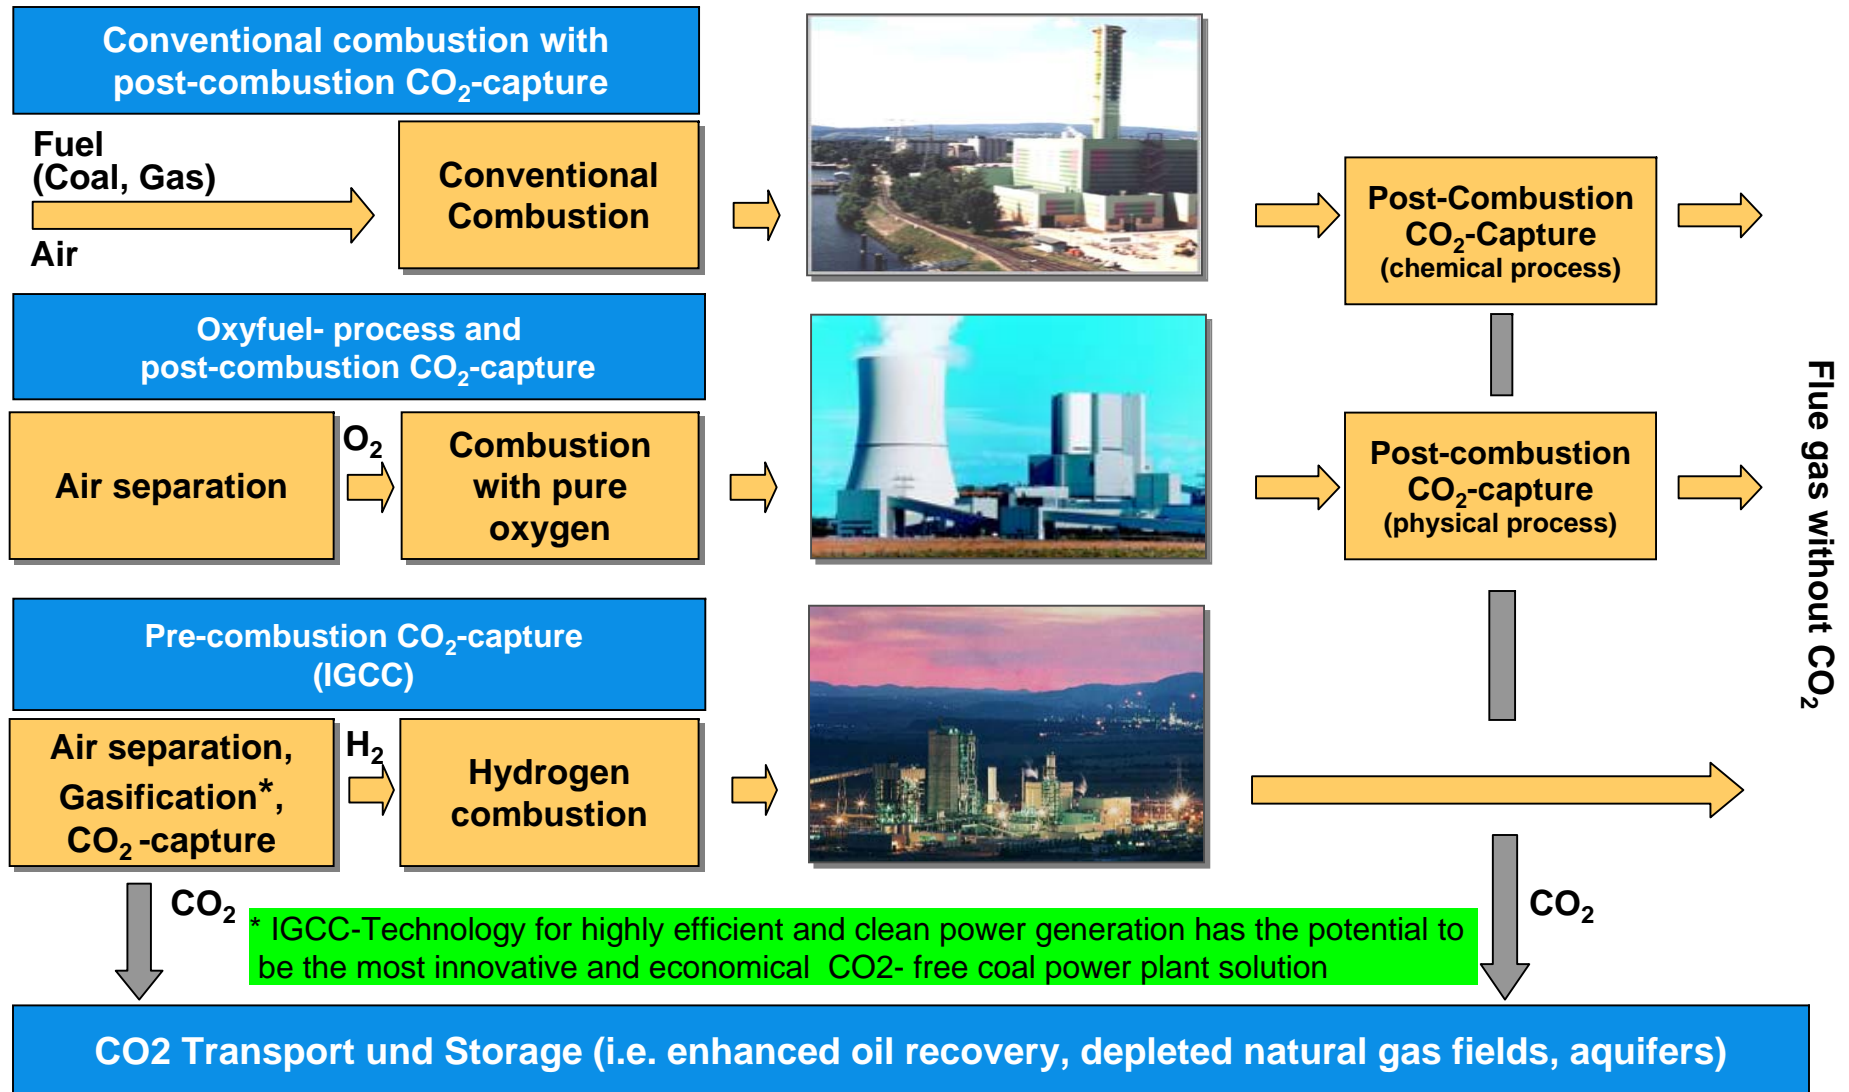 Conventional combustion with
post-combustion CO₂-capture
Fuel
(Coal, Gas)
Air
Conventional
Combustion
Post-Combustion
CO₂-Capture
(chemical process)
Oxyfuel- process and
post-combustion CO₂-capture
Air separation
O₂
Combustion
with pure
oxygen
Post-combustion
CO₂-capture
(physical process)
Flue gas without CO₂
Pre-combustion CO₂-capture
(IGCC)
Air separation,
Gasification*,
CO₂ -capture
H₂
Hydrogen
combustion
CO₂
CO₂
* IGCC-Technology for highly efficient and clean power generation has the potential to
be the most innovative and economical CO2- free coal power plant solution
CO2 Transport und Storage (i.e. enhanced oil recovery, depleted natural gas fields, aquifers)